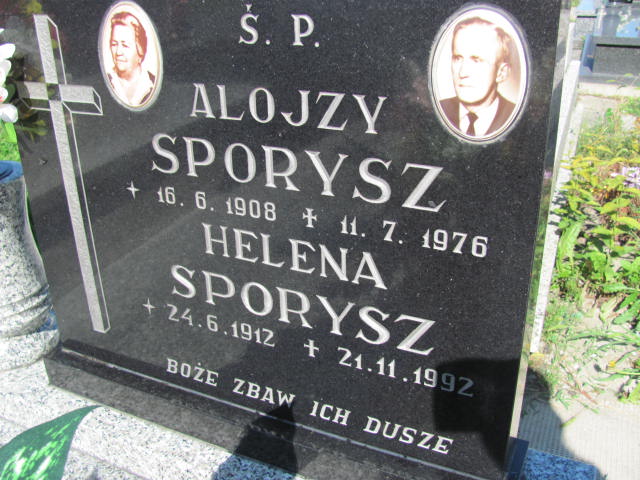 Ś. P.
ALOJZY
SPORYSZ
16. 6. 1908 11. 7. 1976
HELENA
SPORYSZ
24.6.1912 21.11.1992
BOŻE ZBAW ICH DUSZE